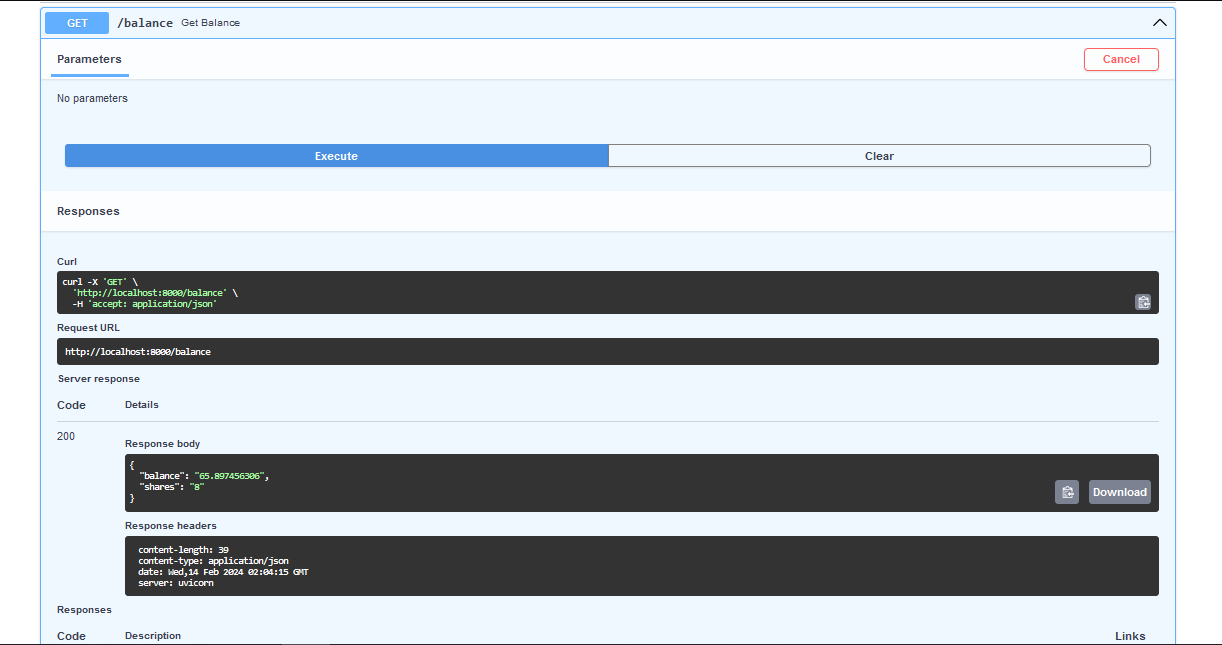 GET /balance Get Balance
Parameters
Cancel
No parameters
Execute
Clear
Responses
Curl
curl -X 'GET' \
'http://localhost:8000/balance' \
-H 'accept: application/json'
Request URL
http://localhost:8000/balance
Server response
Code Details
200
Response body
{
"balance": "65.897456306",
"shares": "8"
}
Download
Response headers
content-length: 39
content-type: application/json
date: Wed,14 Feb 2024 02:04:15 GMT
server: uvicorn
Responses
Code Description Links